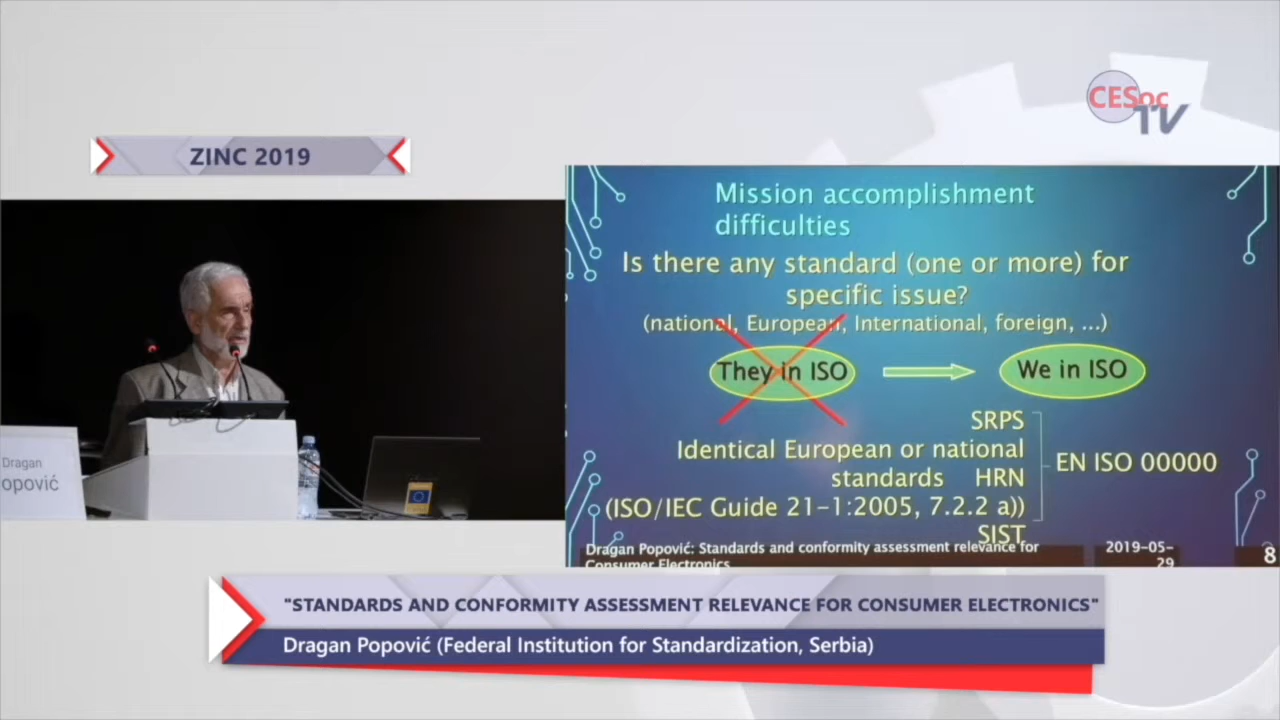 CESoc
TV
ZINC 2019
Mission accomplishment
difficulties
Is there any standard (one or more) for
specific issue?
(national, European, International, foreign, ...)
They in ISO
We in ISO
SRPS
Identical European or national
standards HRN
(ISO/IEC Guide 21-1:2005, 7.2.2 a))
SIST
EN ISO 00000
Dragan Popović: Standards and conformity assessment relevance for
Consumer Electronics
2019-05-
29
8
Dragan
opović
"STANDARDS AND CONFORMITY ASSESSMENT RELEVANCE FOR CONSUMER ELECTRONICS"
Dragan Popović (Federal Institution for Standardization, Serbia)